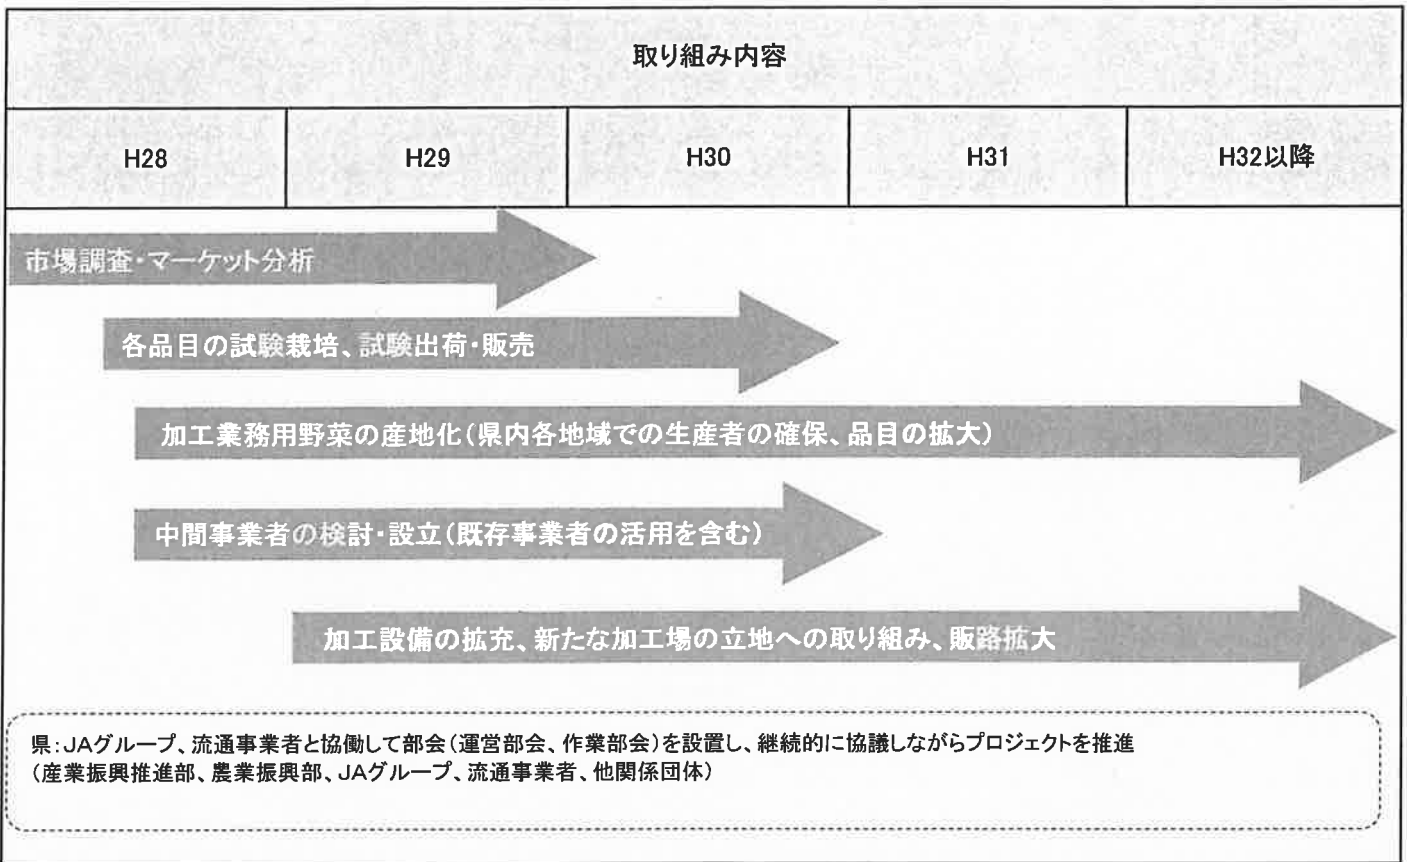 取り組み内容
H28
H29
H30
H31
H32以降
市場調査・マーケット分析
各品目の試験栽培、試験出荷・販売
加工業務用野菜の産地化(県内各地域での生産者の確保、品目の拡大)
中間事業者の検討・設立(既存事業者の活用を含む)
加工設備の拡充、新たな加工場の立地への取り組み、販路拡大
県:JAグループ、流通事業者と協働して部会(運営部会、作業部会)を設置し、継続的に協議しながらプロジェクトを推進
(産業振興推進部、農業振興部、JAグループ、流通事業者、他関係団体)